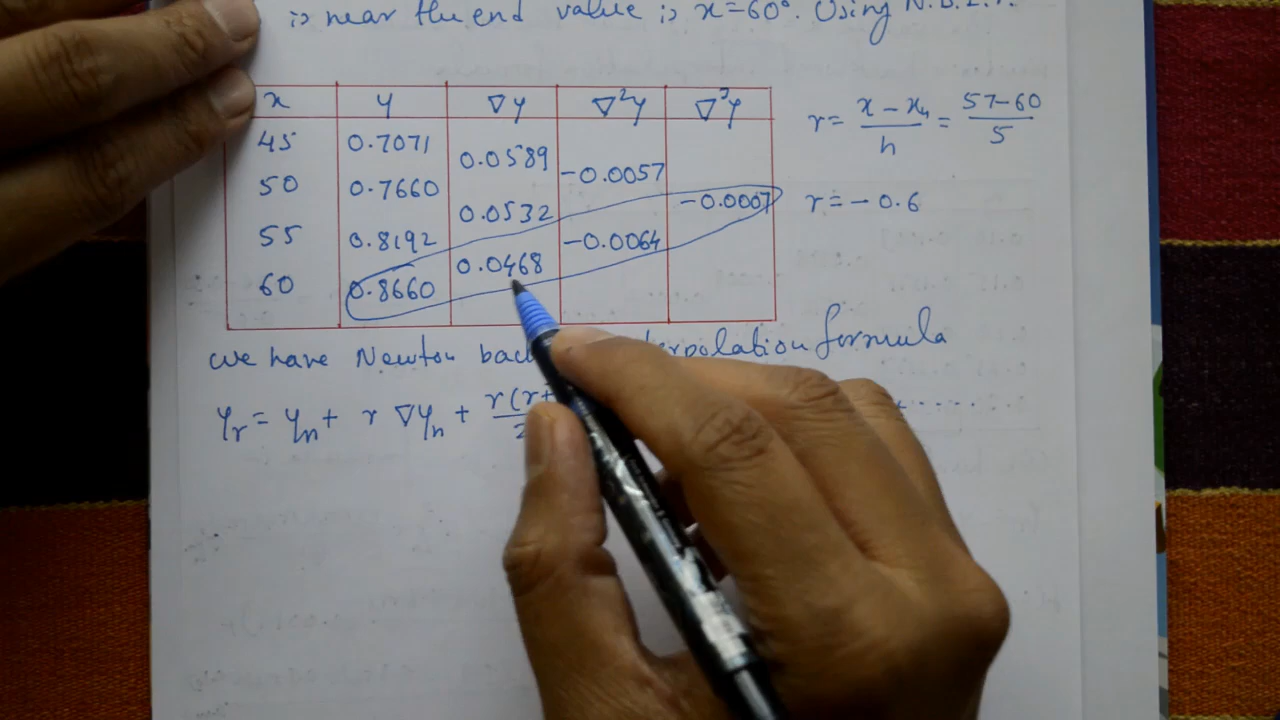 is near the end value is x=60°. Using N.B.I.F.
x y ∇y ∇²y ∇³y
45 0.7071
0.0589
-0.0057
50 0.7660
0.0532
-0.0007
55 0.8192
-0.0064
0.0468
60 0.8660
r = x - xₙ / h = 57-60 / 5
r = - 0.6
we have Newton interpolation formula
yr = yn + r ∇yn + r(r+ .....